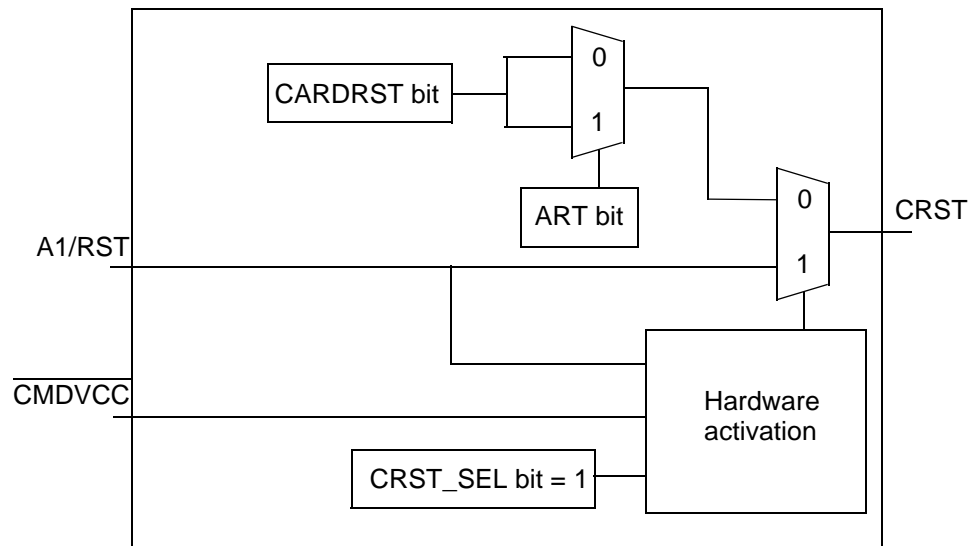 0
CARDRST bit
1
ART bit
0
CRST
A1/RST
1
CMDVCC
Hardware
activation
CRST_SEL bit = 1